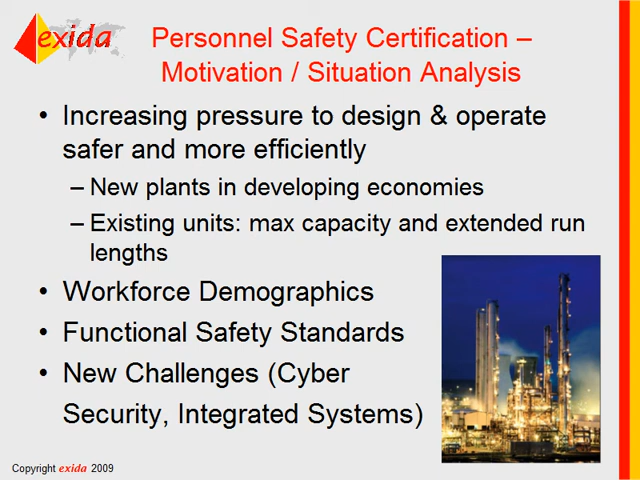 exida
Personnel Safety Certification –
Motivation / Situation Analysis
• Increasing pressure to design & operate
safer and more efficiently
– New plants in developing economies
– Existing units: max capacity and extended run
lengths
• Workforce Demographics
• Functional Safety Standards
• New Challenges (Cyber
Security, Integrated Systems)
Copyright exida 2009